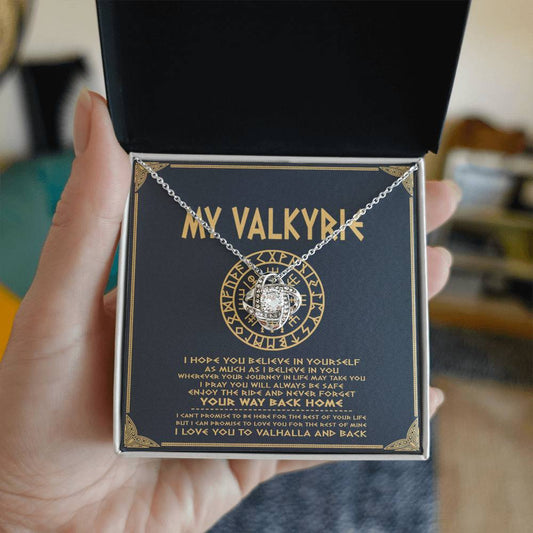 MY VALKYRIE
I HOPE YOU BELIEVE IN YOURSELF
AS MUCH AS I BELIEVE IN YOU
WHEREVER YOUR JOURNEY IN LIFE MAY TAKE YOU
I PRAY YOU WILL ALWAYS BE SAFE
ENJOY THE RIDE AND NEVER FORGET
YOUR WAY BACK HOME
I CAN'T PROMISE TO BE HERE FOR THE REST OF YOUR LIFE
BUT I CAN PROMISE TO LOVE YOU FOR THE REST OF MINE
I LOVE YOU TO VALHALLA AND BACK